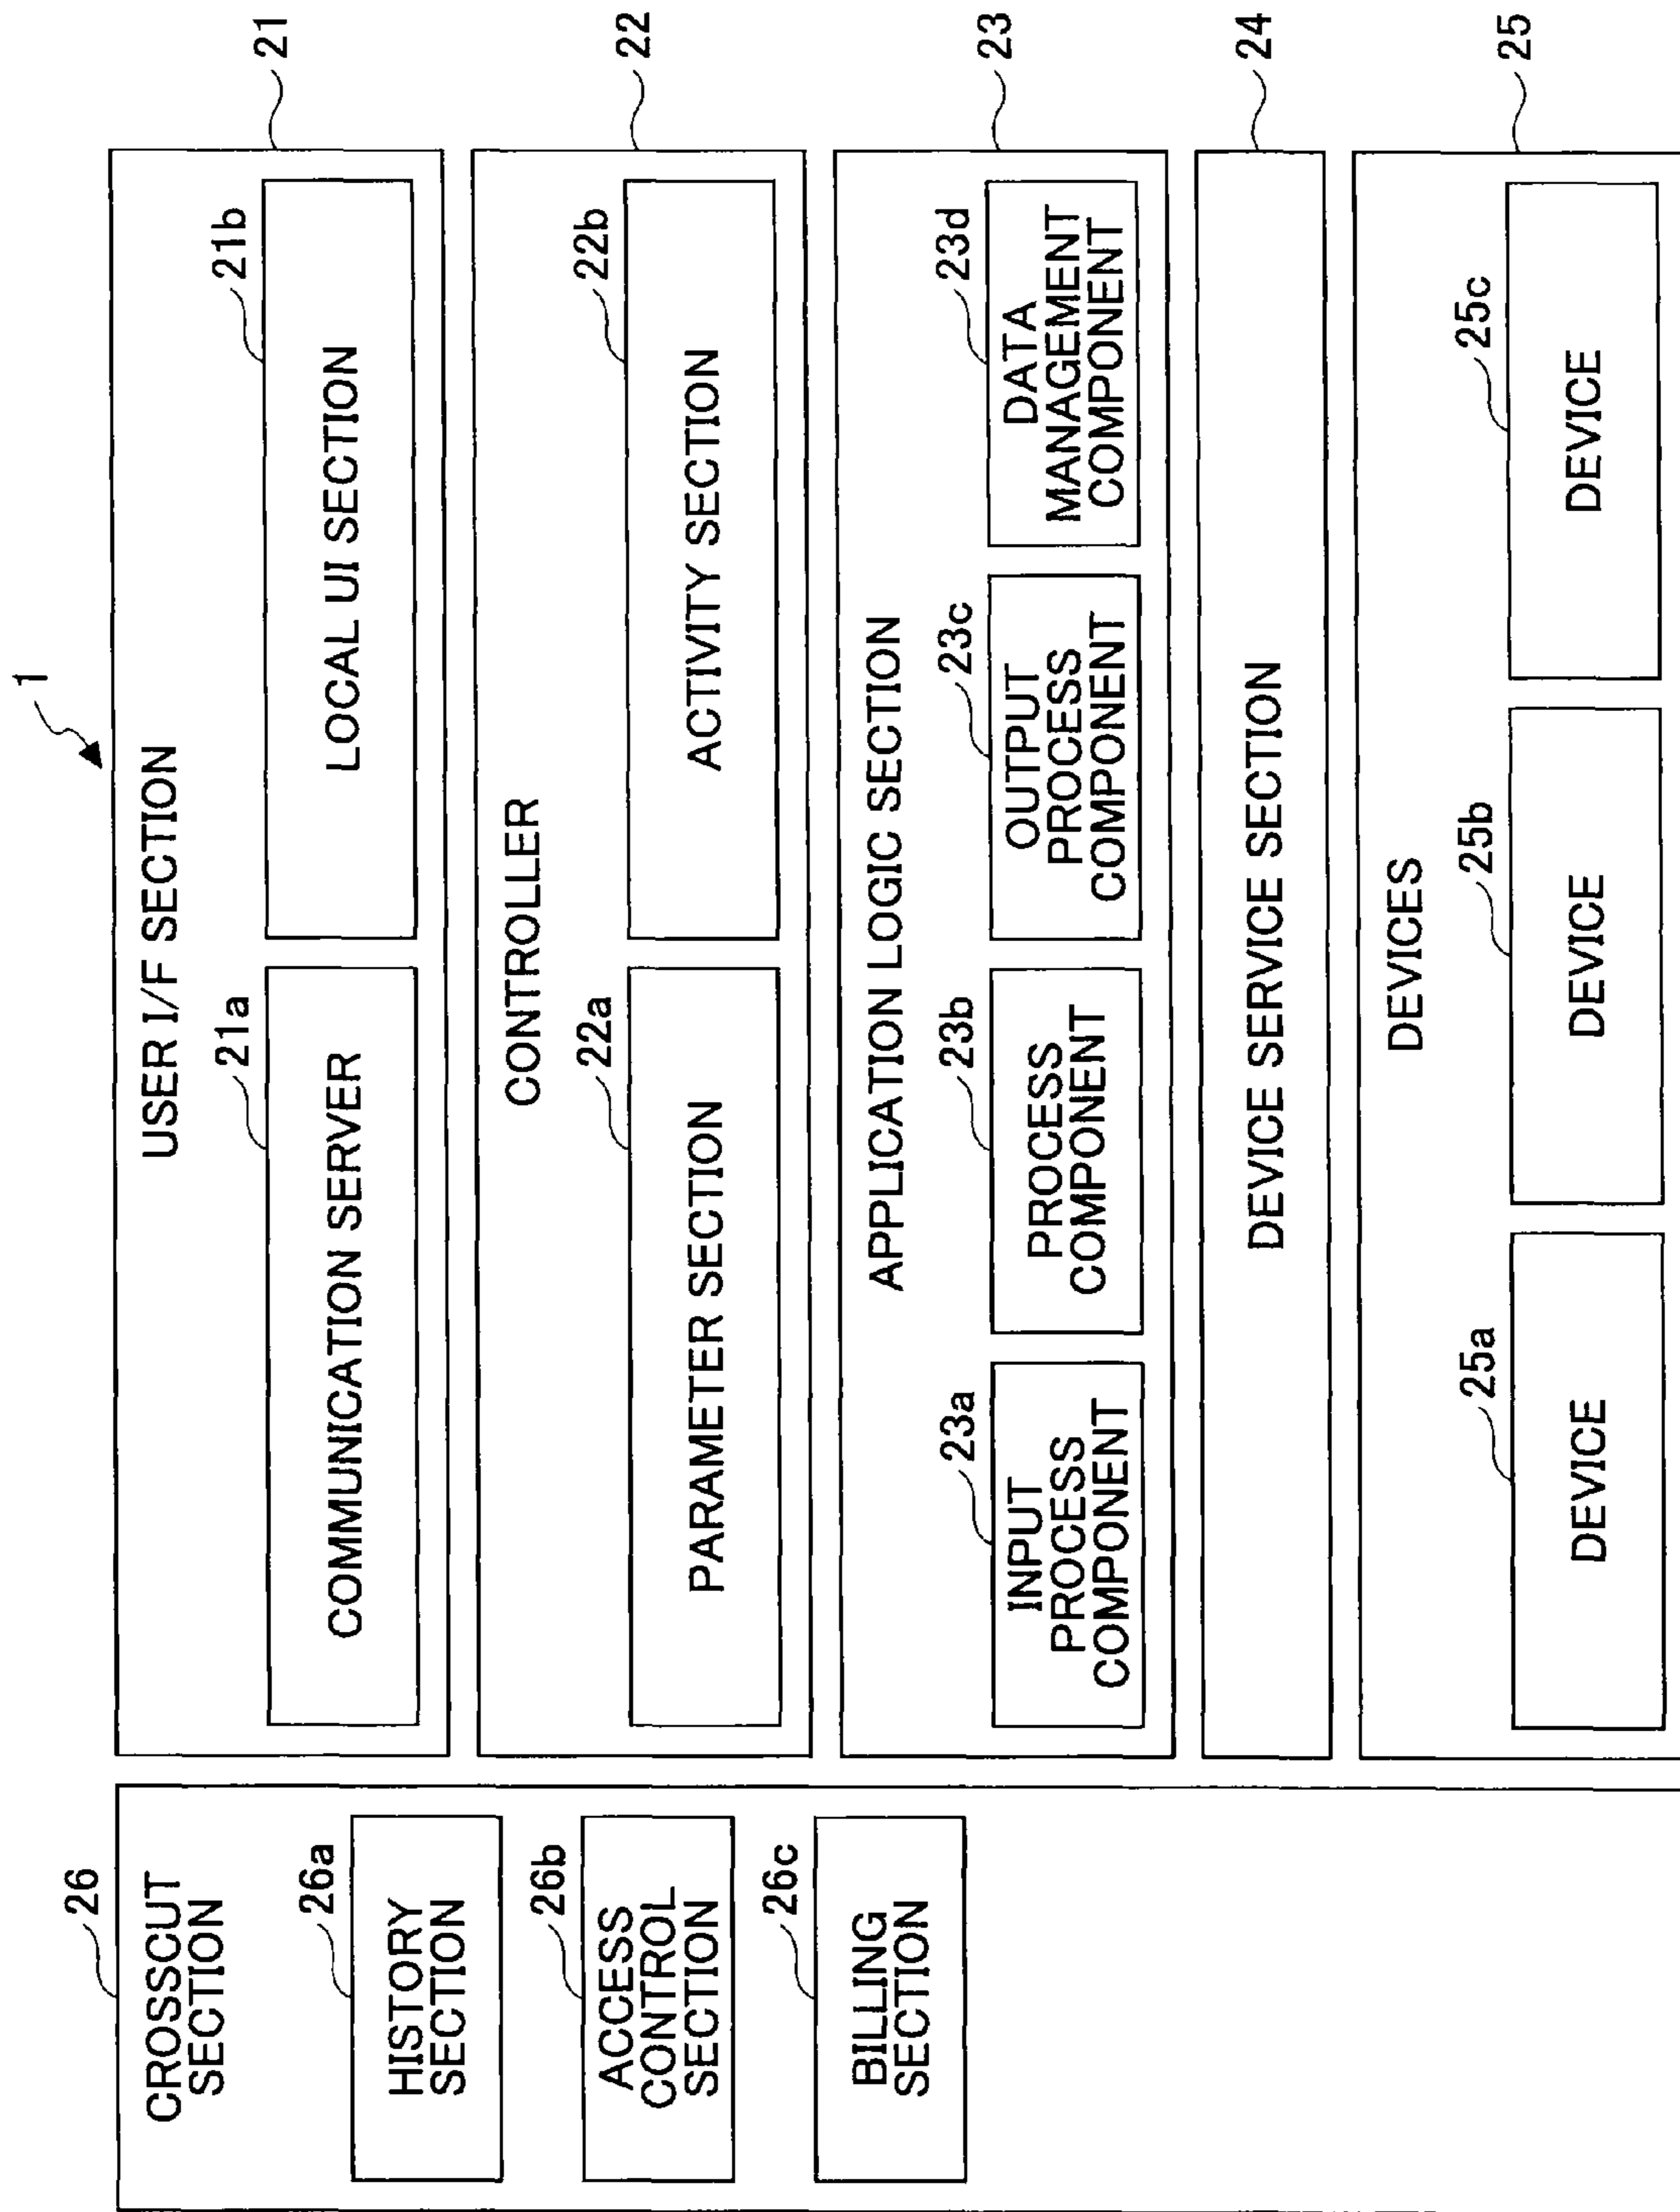 1
26
CROSSCUT
SECTION
26a
HISTORY
SECTION
26b
ACCESS
CONTROL
SECTION
26c
BILLING
SECTION
USER I/F SECTION
21
21a
COMMUNICATION SERVER
21b
LOCAL UI SECTION
CONTROLLER
22
22a
PARAMETER SECTION
22b
ACTIVITY SECTION
APPLICATION LOGIC SECTION
23
23a
INPUT
PROCESS
COMPONENT
23b
PROCESS
COMPONENT
23c
OUTPUT
PROCESS
COMPONENT
23d
DATA
MANAGEMENT
COMPONENT
DEVICE SERVICE SECTION
24
DEVICES
25
25a
DEVICE
25b
DEVICE
25c
DEVICE